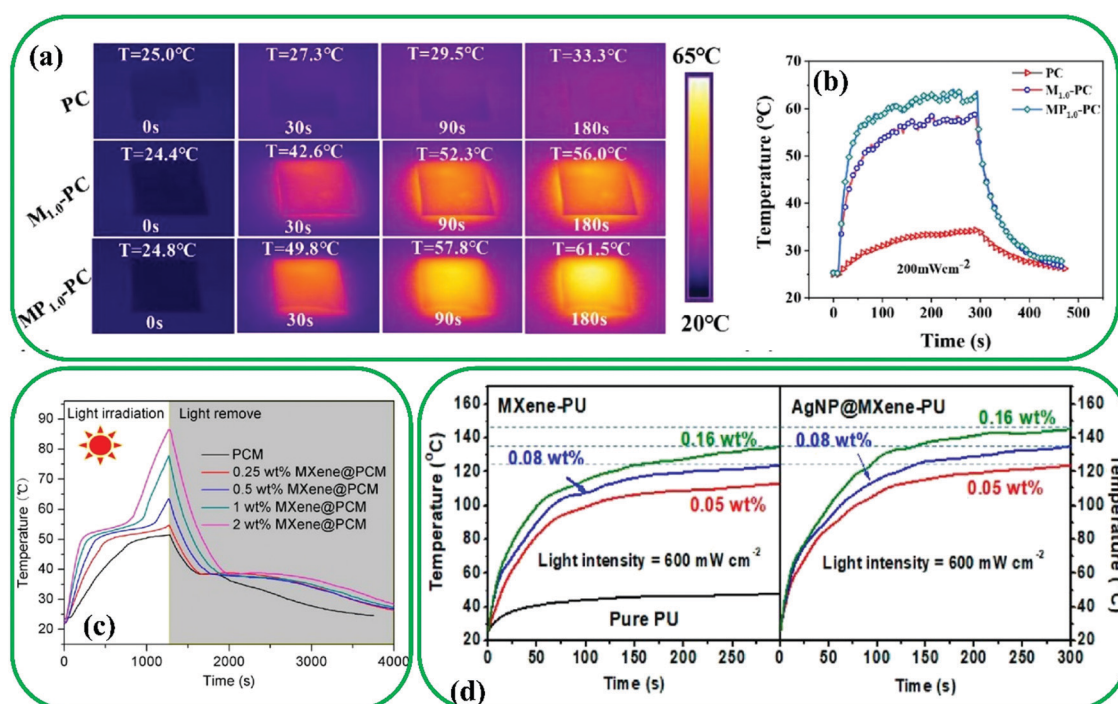 (a)
T=25.0°C T=27.3°C T=29.5°C T=33.3°C
PC
0s 30s 90s 180s
T=24.4°C T=42.6°C T=52.3°C T=56.0°C
M1.0-PC
0s 30s 90s 180s
T=24.8°C T=49.8°C T=57.8°C T=61.5°C
MP1.0-PC
0s 30s 90s 180s
65°C
20°C
(b)
PC
M1.0-PC
MP1.0-PC
Temperature (°C)
70
60
50
40
30
20
200mWcm⁻²
0 100 200 300 400 500
Time (s)
Light irradiation Light remove
PCM
0.25 wt% MXene@PCM
0.5 wt% MXene@PCM
1 wt% MXene@PCM
2 wt% MXene@PCM
Temperature (℃)
90
80
70
60
50
40
30
20
(c)
0 1000 2000 3000 4000
Time (s)
MXene-PU
0.16 wt%
0.08 wt%
0.05 wt%
Light intensity = 600 mW cm⁻²
Pure PU
Temperature (°C)
160
140
120
100
80
60
40
20
0 50 100 150 200 250
Time (s)
AgNP@MXene-PU
0.16 wt%
0.08 wt%
0.05 wt%
Light intensity = 600 mW cm⁻²
160
140
120
100
80
60
40
20
Temperature (°C)
0 50 100 150 200 250 300
Time (s)
(d)